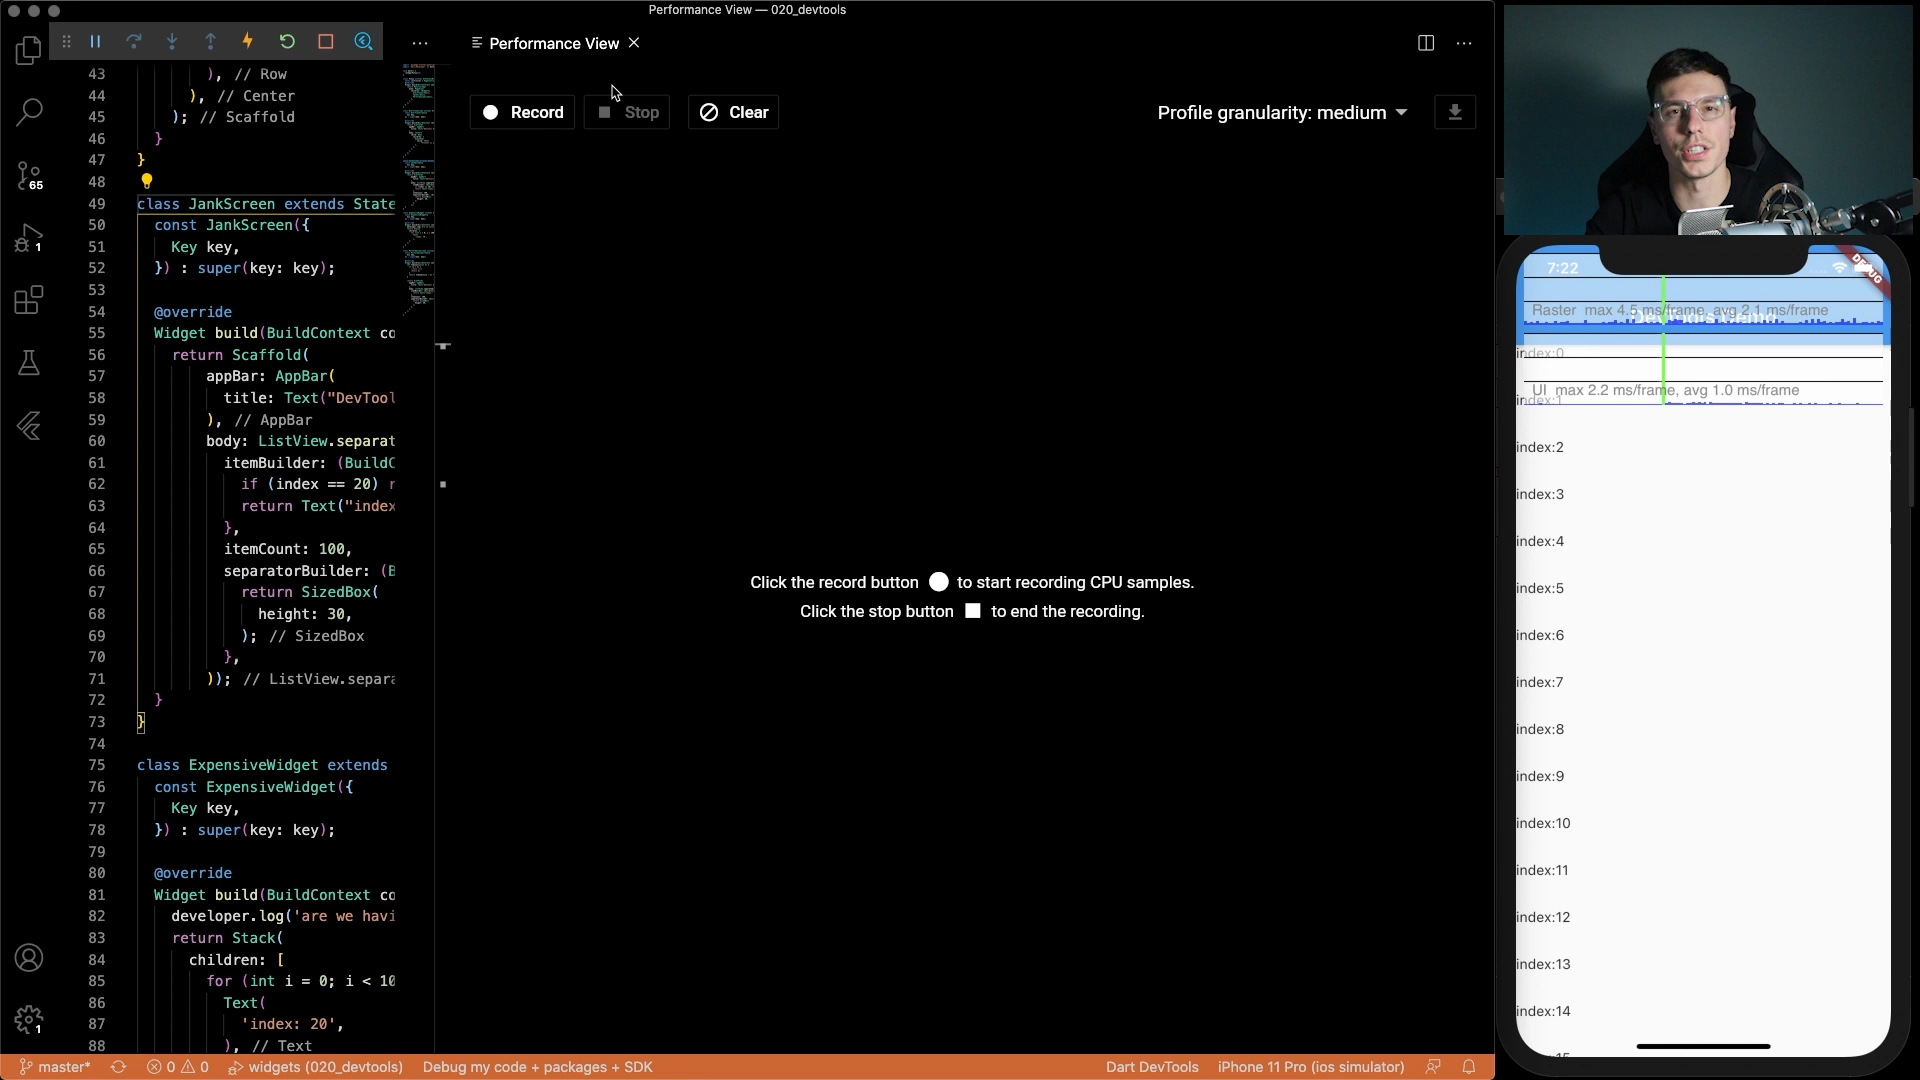 Performance View — 020_devtools
Performance View
Record
Stop
Clear
Profile granularity: medium
43 ), // Row
44 ), // Center
45 ); // Scaffold
46 }
47 }
48
49 class JankScreen extends State
50 const JankScreen({
51 Key key,
52 }) : super(key: key);
53
54 @override
55 Widget build(BuildContext co
56 return Scaffold(
57 appBar: AppBar(
58 title: Text("DevTool
59 ), // AppBar
60 body: ListView.separat
61 itemBuilder: (BuildC
62 if (index == 20) r
63 return Text("index
64 },
65 itemCount: 100,
66 separatorBuilder: (B
67 return SizedBox(
68 height: 30,
69 ); // SizedBox
70 },
71 )); // ListView.separa
72 }
73 }
74
75 class ExpensiveWidget extends
76 const ExpensiveWidget({
77 Key key,
78 }) : super(key: key);
79
80 @override
81 Widget build(BuildContext co
82 developer.log('are we havi
83 return Stack(
84 children: [
85 for (int i = 0; i < 10
86 Text(
87 'index: 20',
88 ), // Text
65
1
1
Click the record button to start recording CPU samples.
Click the stop button to end the recording.
7:22
DEBUG
Raster max 4.5 ms/frame, avg 2.1 ms/frame
DevTools Demo
index:0
UI max 2.2 ms/frame, avg 1.0 ms/frame
index:1
index:2
index:3
index:4
index:5
index:6
index:7
index:8
index:9
index:10
index:11
index:12
index:13
index:14
master*
0
0
widgets (020_devtools)
Debug my code + packages + SDK
Dart DevTools
iPhone 11 Pro (ios simulator)